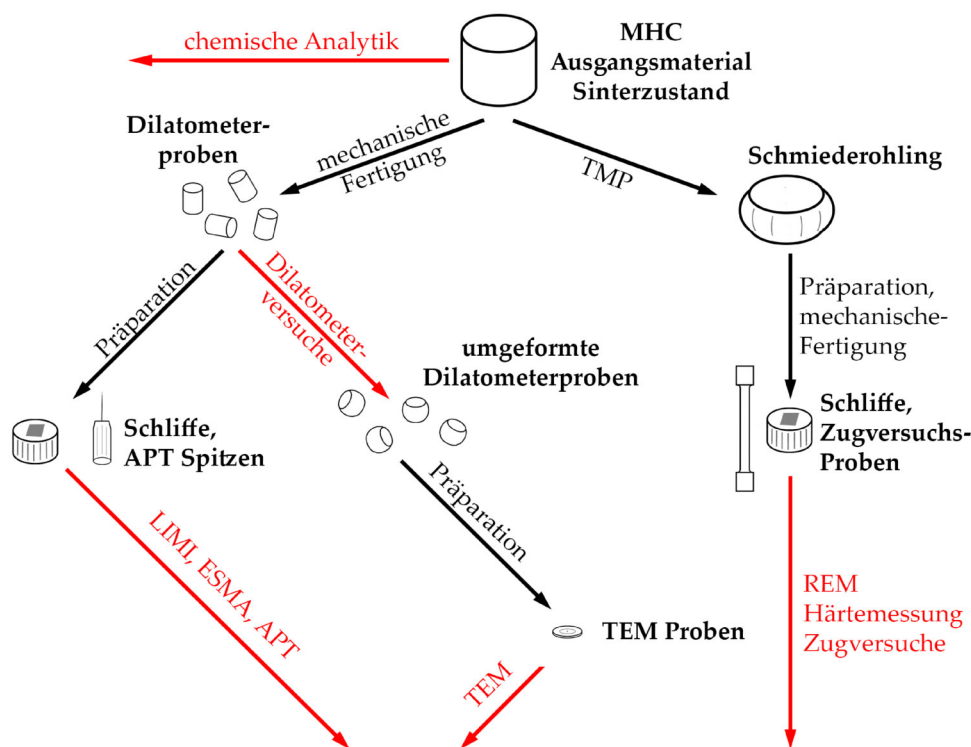 chemische Analytik
MHC
Ausgangsmaterial
Sinterzustand
Dilatometer-
proben
mechanische
Fertigung
TMP
Schmiederohling
Präparation
Dilatometer-
versuche
Präparation,
mechanische-
Fertigung
umgeformte
Dilatometerproben
Schliffe,
APT Spitzen
Schliffe,
Zugversuchs-
Proben
Präparation
LIMI, ESMA, APT
TEM Proben
TEM
REM
Härtemessung
Zugversuche